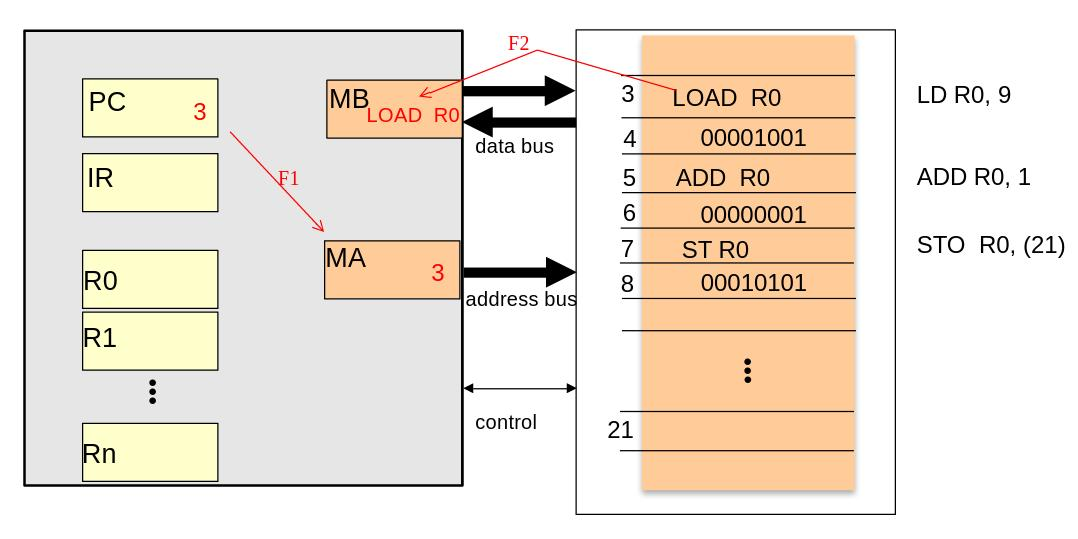 PC
3
IR
R0
R1
Rn
MB
LOAD R0
F1
MA
3
F2
data bus
address bus
control
3 LOAD R0
4 00001001
5 ADD R0
6 00000001
7 ST R0
8 00010101
21
LD R0, 9
ADD R0, 1
STO R0, (21)